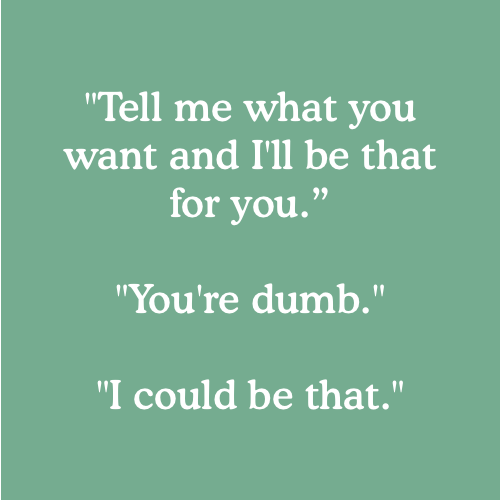 "Tell me what you
want and I'll be that
for you.”
"You're dumb."
"I could be that."